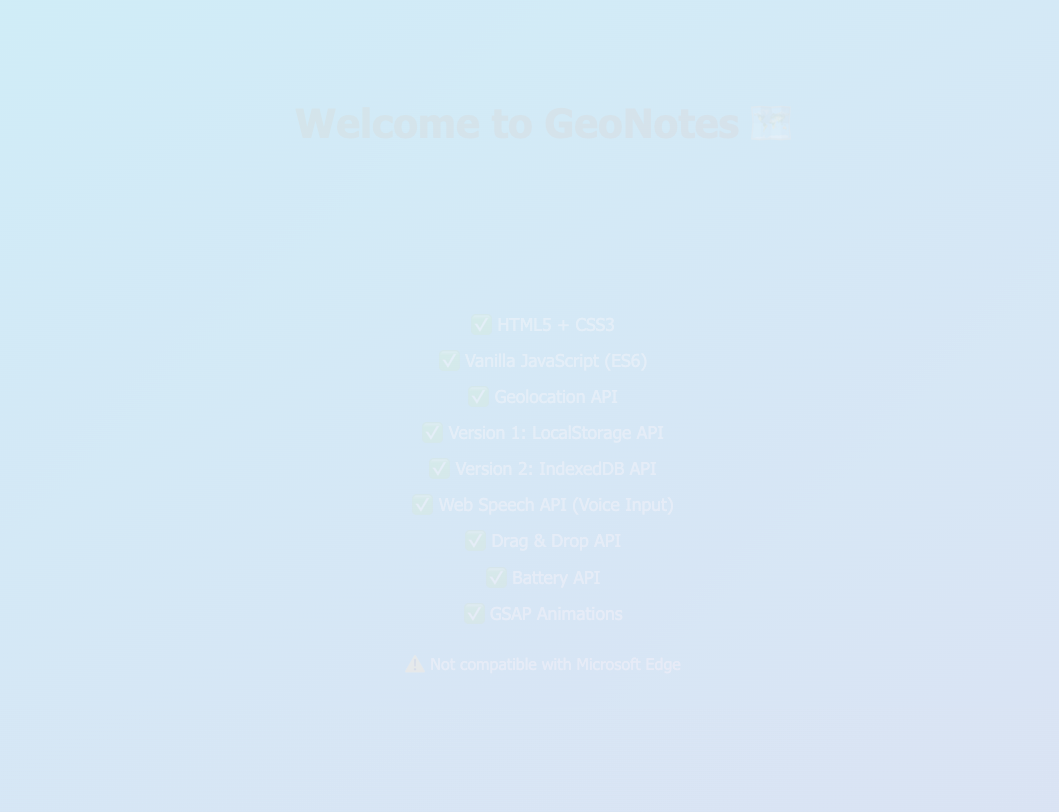 Welcome to GeoNotes 🗺️
✅ HTML5 + CSS3
✅ Vanilla JavaScript (ES6)
✅ Geolocation API
✅ Version 1: LocalStorage API
✅ Version 2: IndexedDB API
✅ Web Speech API (Voice Input)
✅ Drag & Drop API
✅ Battery API
✅ GSAP Animations
⚠️ Not compatible with Microsoft Edge